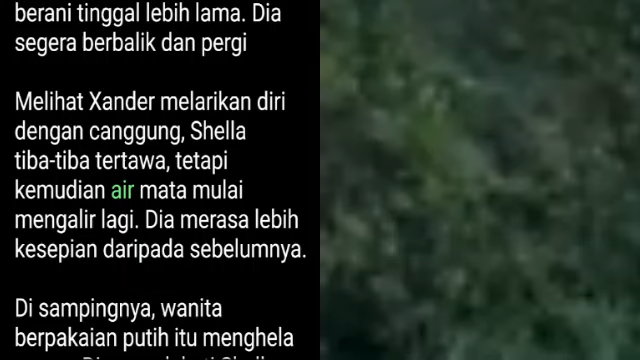 berani tinggal lebih lama. Dia
segera berbalik dan pergi
Melihat Xander melarikan diri
dengan canggung, Shella
tiba-tiba tertawa, tetapi
kemudian air mata mulai
mengalir lagi. Dia merasa lebih
kesepian daripada sebelumnya.
Di sampingnya, wanita
berpakaian putih itu menghela